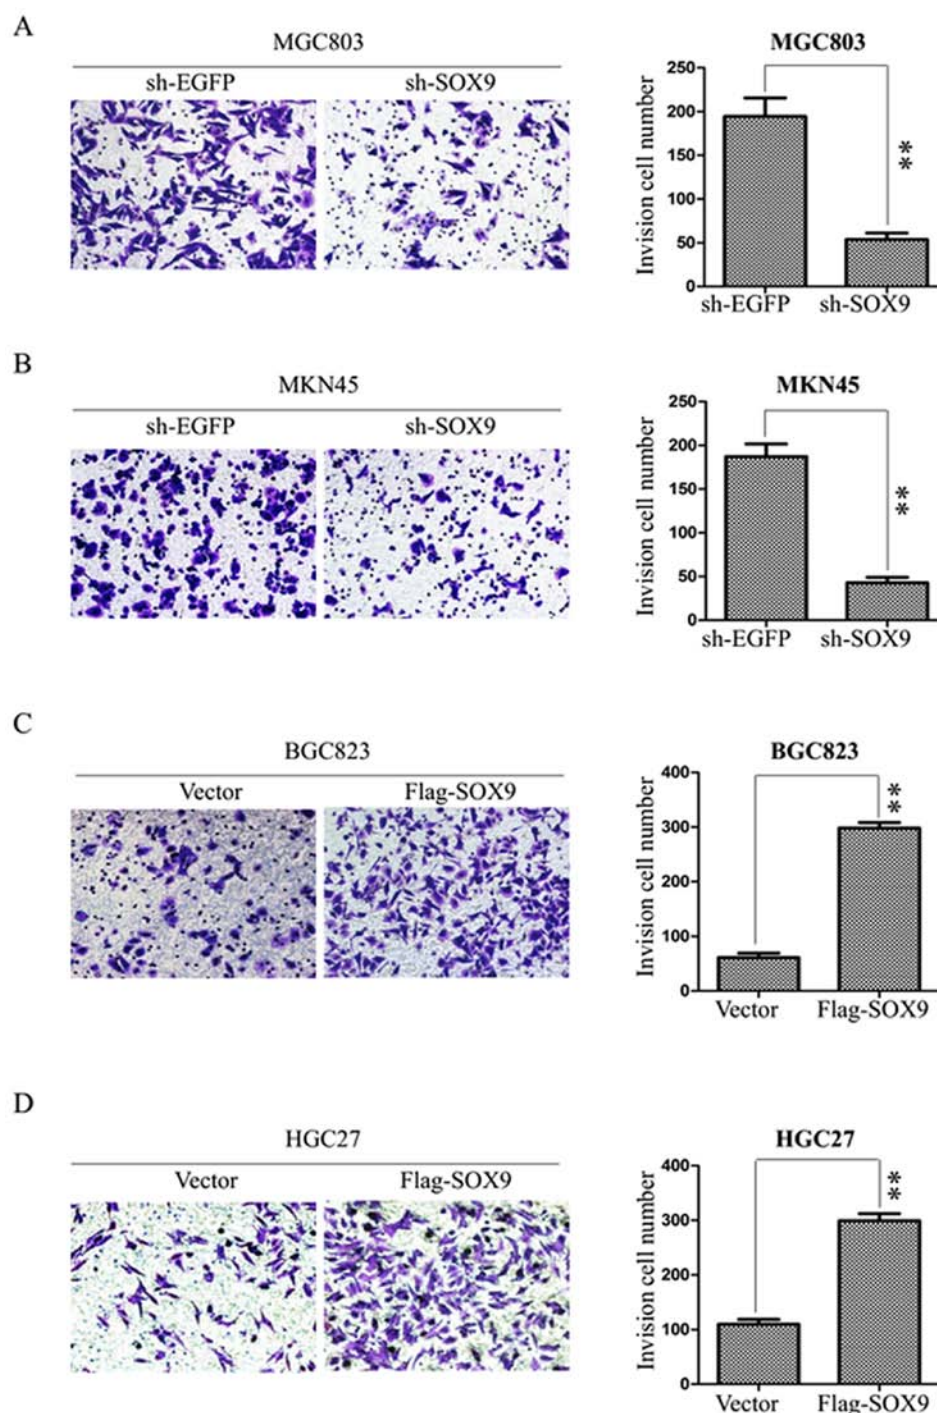 A
MGC803
sh-EGFP sh-SOX9
MGC803
Invision cell number
250
200
150
100
50
0
**
sh-EGFP sh-SOX9
B
MKN45
sh-EGFP sh-SOX9
MKN45
Invision cell number
250
200
150
100
50
0
**
sh-EGFP sh-SOX9
C
BGC823
Vector Flag-SOX9
BGC823
Invision cell number
400
300
200
100
0
**
Vector Flag-SOX9
D
HGC27
Vector Flag-SOX9
HGC27
Invision cell number
400
300
200
100
0
**
Vector Flag-SOX9